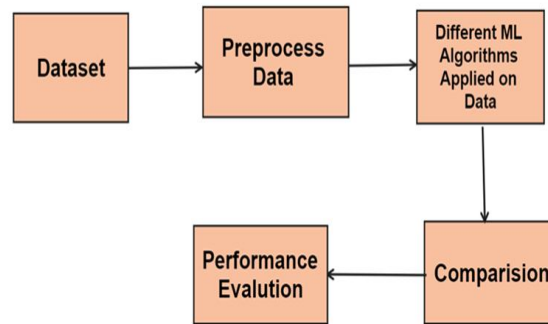 Dataset
Preprocess
Data
Different ML
Algorithms
Applied on
Data
Comparision
Performance
Evalution